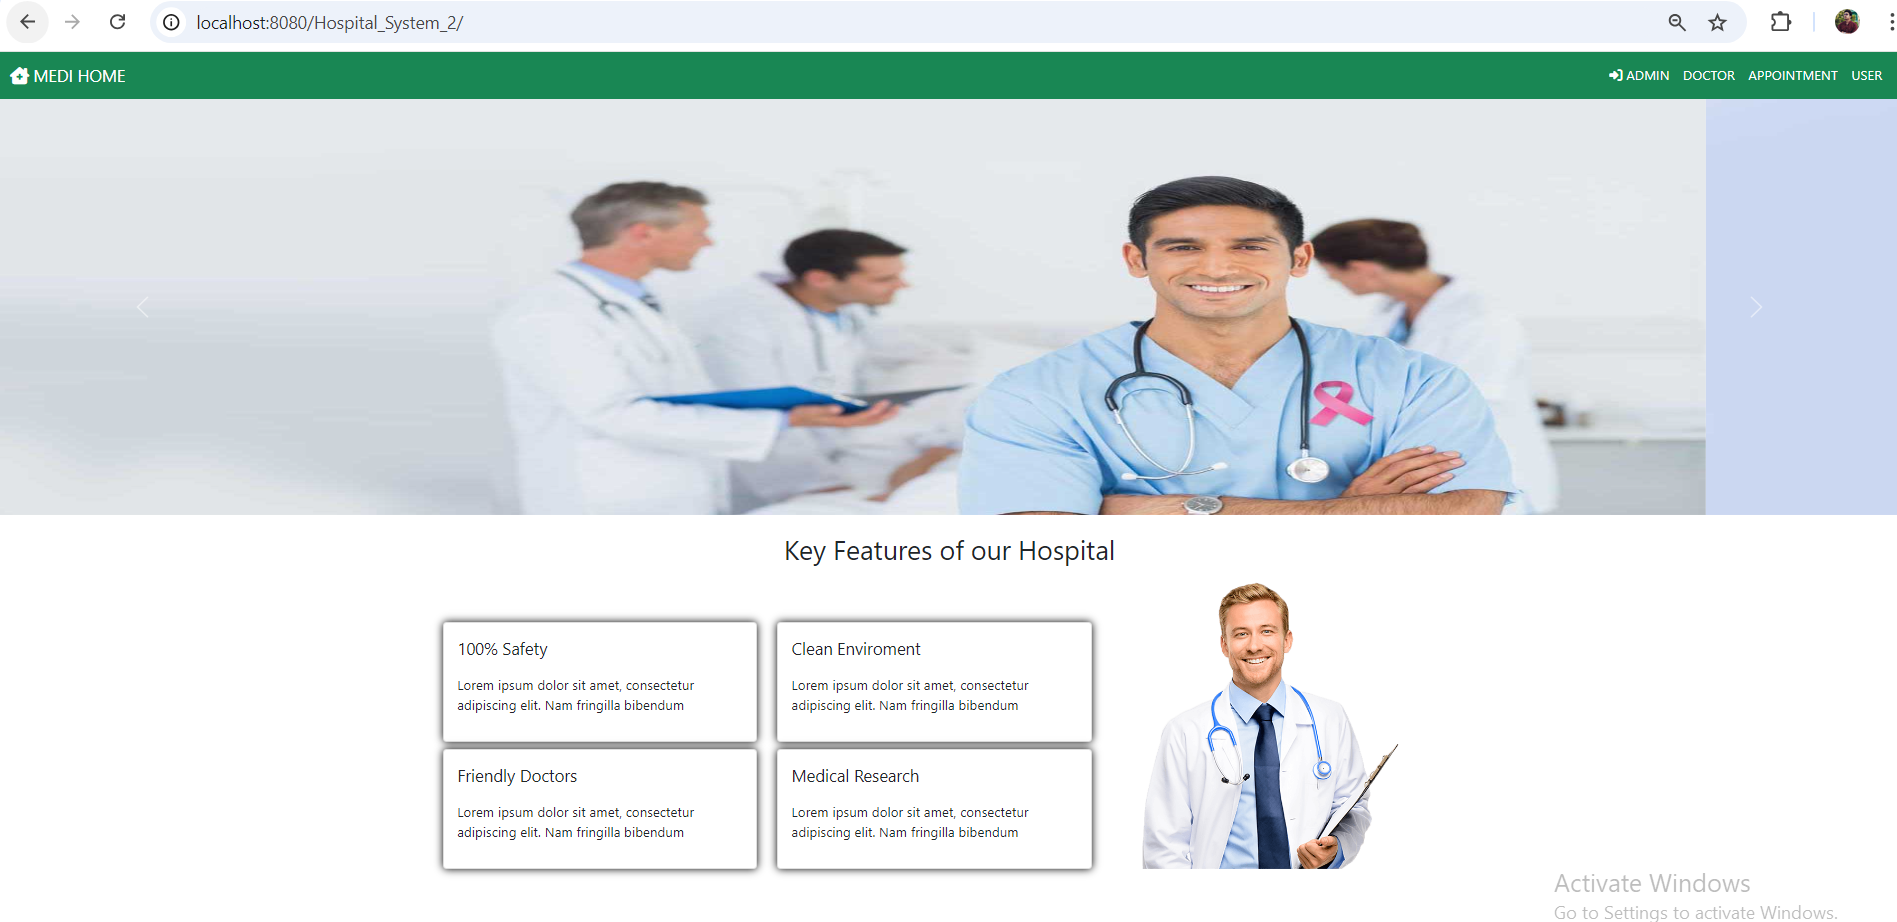 localhost:8080/Hospital_System_2/
MEDI HOME
ADMIN DOCTOR APPOINTMENT USER
Key Features of our Hospital
100% Safety
Lorem ipsum dolor sit amet, consectetur
adipiscing elit. Nam fringilla bibendum
Clean Enviroment
Lorem ipsum dolor sit amet, consectetur
adipiscing elit. Nam fringilla bibendum
Friendly Doctors
Lorem ipsum dolor sit amet, consectetur
adipiscing elit. Nam fringilla bibendum
Medical Research
Lorem ipsum dolor sit amet, consectetur
adipiscing elit. Nam fringilla bibendum
Activate Windows
Go to Settings to activate Windows.